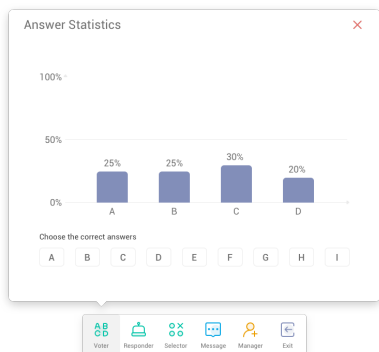 Answer Statistics
100%
50%
0%
25%
25%
30%
20%
A
B
C
D
Choose the correct answers
A B C D E F G H I
A B
C D
Voter Responder Selector Message Manager Exit